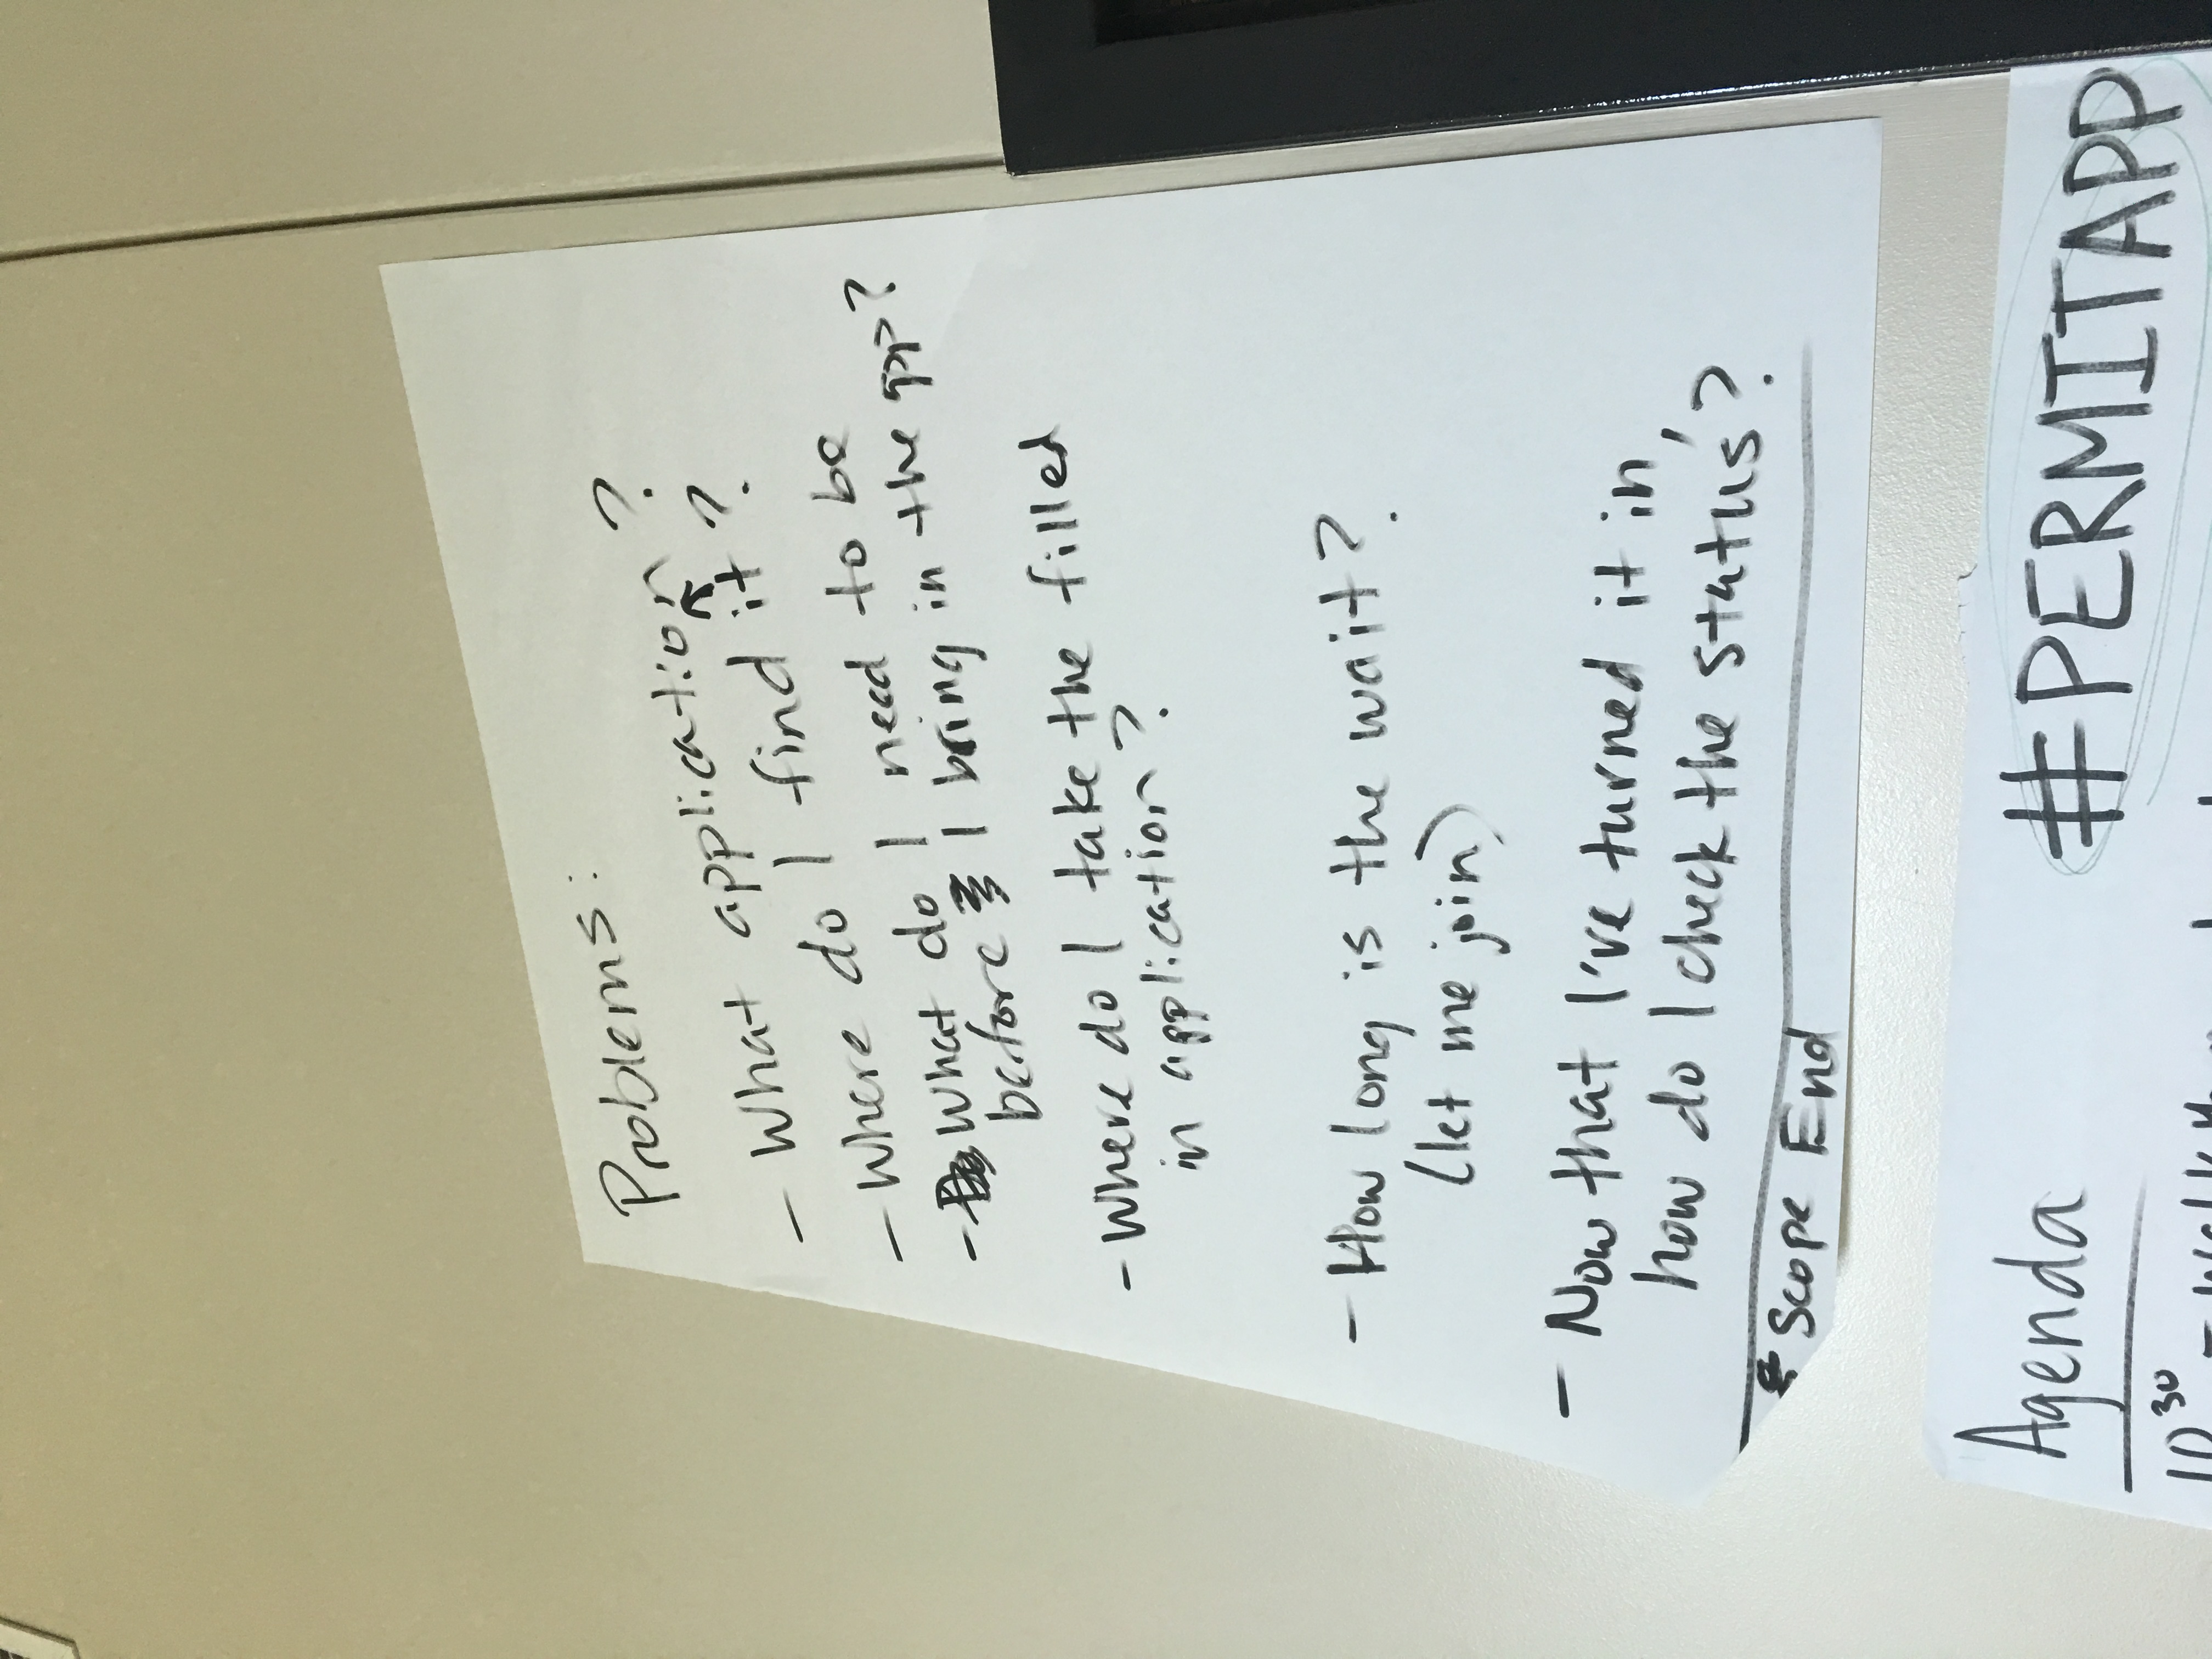 Problems:
- What application?
- Where do I find it?
- What do I need to be
before I bring in the app?
- Where do I take the filled
in application?
- How long is the wait?
(let me join)
- Now that I've turned it in,
how do I check the status?
Scope End
Agenda
#PERMITAPP
10 30 - Walk